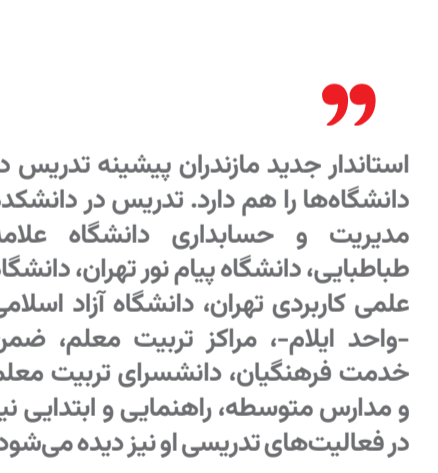 استاندار جدید مازندران پیشینه تدریس د
دانشگاه‌ها را هم دارد. تدریس در دانشکد
مدیریت و حسابداری دانشگاه علام
طباطبایی، دانشگاه پیام نور تهران، دانشگا
علمی کاربردی تهران، دانشگاه آزاد اسلامی
-واحد ایلام-، مراکز تربیت معلم، ضمن
خدمت فرهنگیان، دانشسرای تربیت معلم
و مدارس متوسطه، راهنمایی و ابتدایی نی
در فعالیت‌های تدریسی او نیز دیده می‌شود